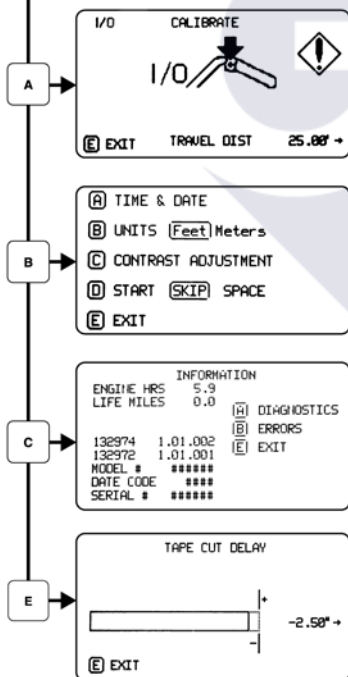 I/O CALIBRATE
C
I/O
E EXIT TRAVEL DIST 25.00" →
A
A TIME & DATE
B UNITS Feet Meters
C CONTRAST ADJUSTMENT
D START SKIP SPACE
E EXIT
B
INFORMATION
ENGINE HRS 5.9
LIFE MILES 0.0
A DIAGNOSTICS
B ERRORS
E EXIT
132974 1.01.002
132972 1.01.001
MODEL # ######
DATE CODE ####
SERIAL # ######
C
TAPE CUT DELAY
+
-2.50" →
-
E EXIT
E